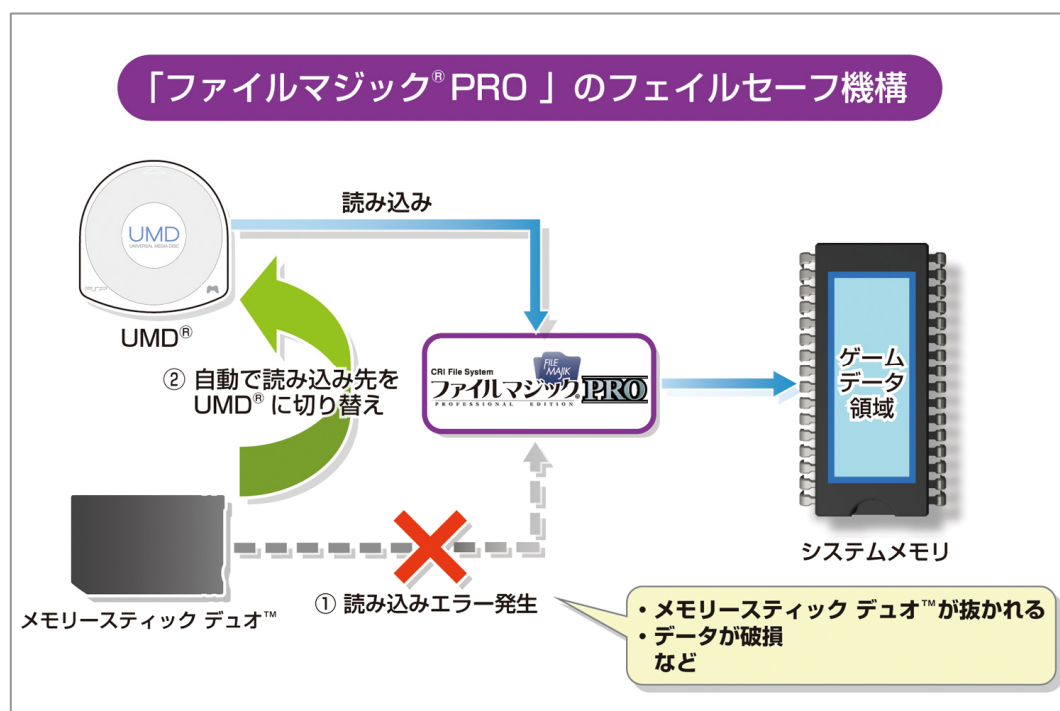 「ファイルマジック® PRO 」のフェイルセーフ機構
読み込み
UMD
UNIVERSAL MEDIA DISC
PSP
UMD®
② 自動で読み込み先を
UMD® に切り替え
CRI File System
FILE
MAJIK
ファイルマジック®PRO
PROFESSIONAL EDITION
ゲーム
データ
領域
システムメモリ
メモリースティック デュオ™
① 読み込みエラー発生
・メモリースティック デュオ™が抜かれる
・データが破損
など